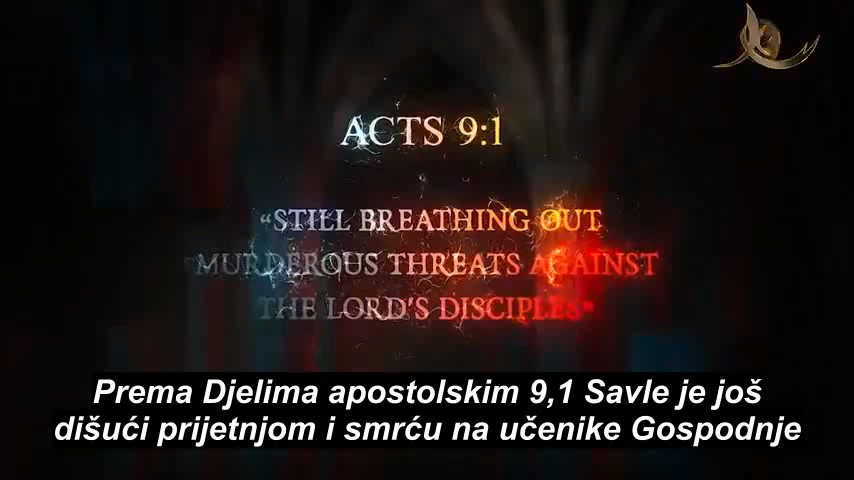 ACTS 9:1
“STILL BREATHING OUT
MURDEROUS THREATS AGAINST
THE LORD'S DISCIPLES”
Prema Djelima apostolskim 9,1 Savle je još
dišući prijetnjom i smrću na učenike Gospodnje